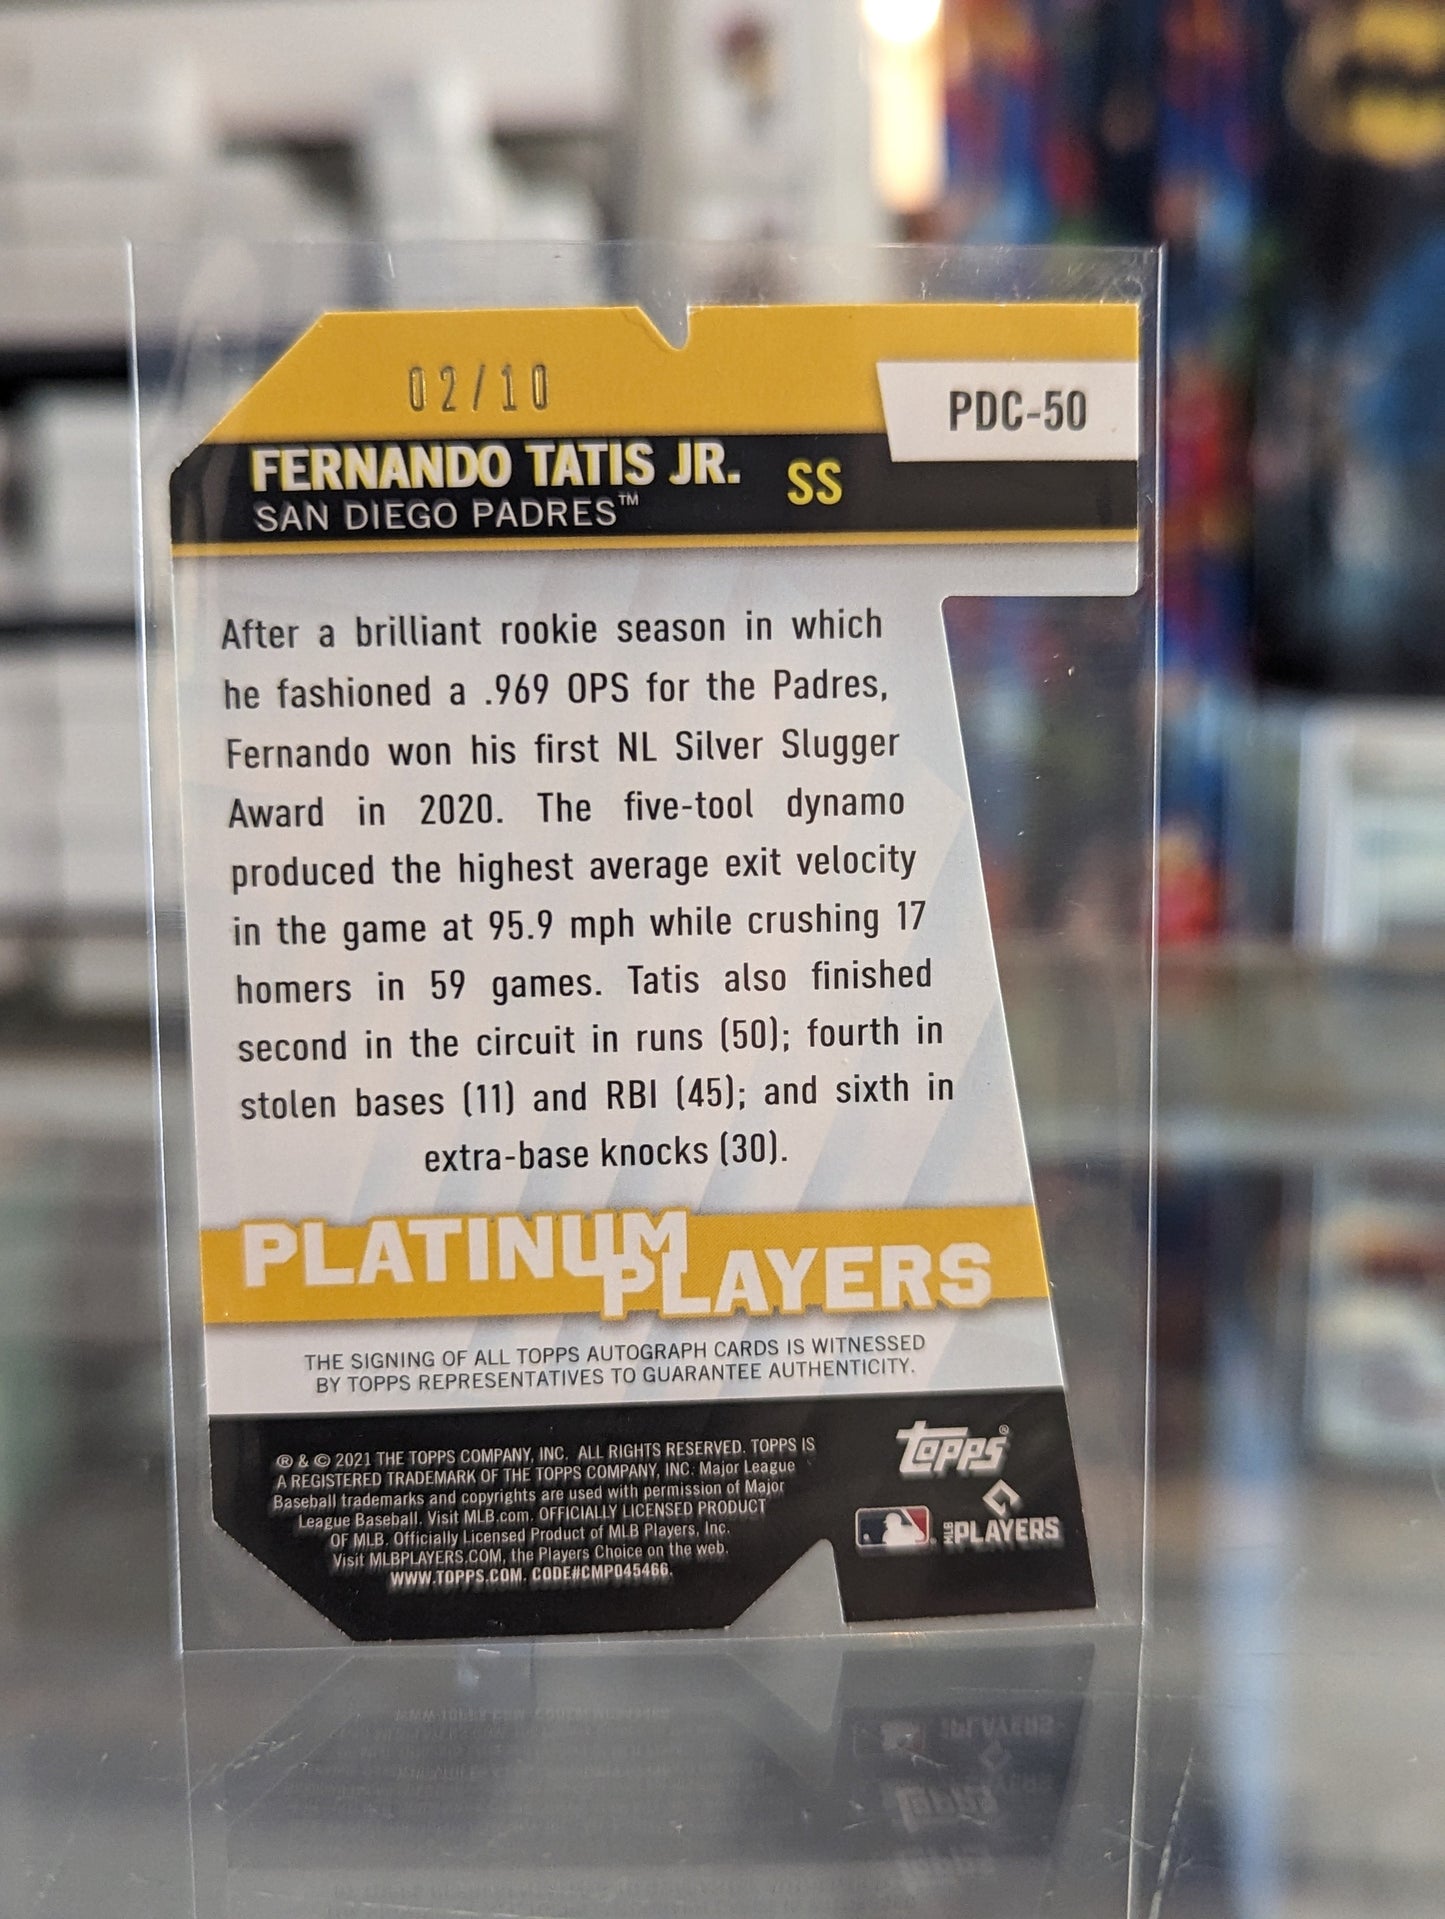 02/10
PDC-50
FERNANDO TATIS JR. SS
SAN DIEGO PADRES™
After a brilliant rookie season in which
he fashioned a .969 OPS for the Padres,
Fernando won his first NL Silver Slugger
Award in 2020. The five-tool dynamo
produced the highest average exit velocity
in the game at 95.9 mph while crushing 17
homers in 59 games. Tatis also finished
second in the circuit in runs (50); fourth in
stolen bases (11) and RBI (45); and sixth in
extra-base knocks (30).
PLATINUM
PLAYERS
THE SIGNING OF ALL TOPPS AUTOGRAPH CARDS IS WITNESSED
BY TOPPS REPRESENTATIVES TO GUARANTEE AUTHENTICITY.
® & © 2021 THE TOPPS COMPANY, INC. ALL RIGHTS RESERVED. TOPPS IS
A REGISTERED TRADEMARK OF THE TOPPS COMPANY, INC. Major League
Baseball trademarks and copyrights are used with permission of Major
League Baseball. Visit MLB.com. OFFICIALLY LICENSED PRODUCT
OF MLB. Officially Licensed Product of MLB Players, Inc.
Visit MLBPLAYERS.COM, the Players Choice on the web.
WWW.TOPPS.COM. CODE#CMP045466.
topps®
MLB PLAYERS